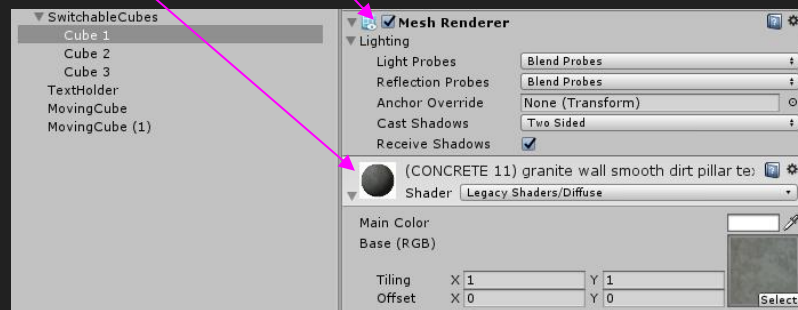 SwitchableCubes
Cube 1
Cube 2
Cube 3
TextHolder
MovingCube
MovingCube (1)
Mesh Renderer
Lighting
Light Probes Blend Probes
Reflection Probes Blend Probes
Anchor Override None (Transform)
Cast Shadows Two Sided
Receive Shadows
(CONCRETE 11) granite wall smooth dirt pillar te
Shader Legacy Shaders/Diffuse
Main Color
Base (RGB)
Tiling X 1 Y 1
Offset X 0 Y 0
Select